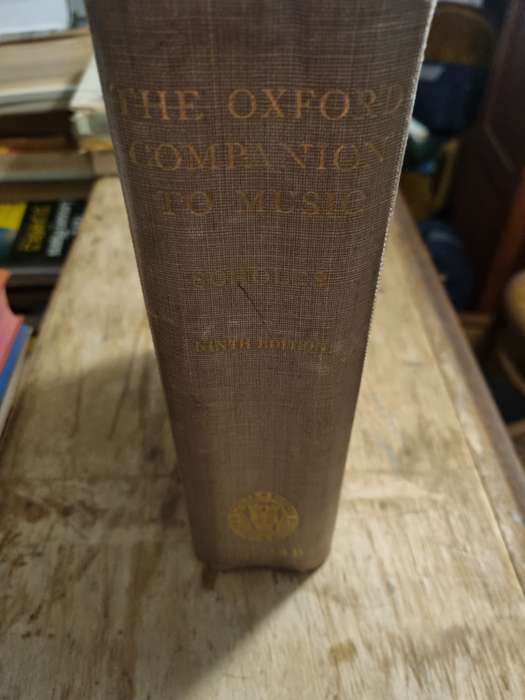 THE OXFORD
COMPANION
TO MUSIC
SCHOLES
NINTH EDITION